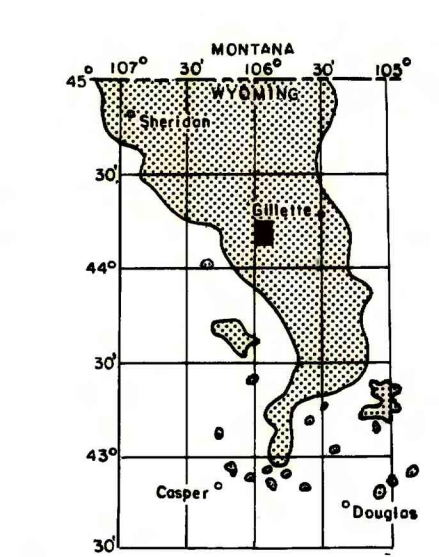 MONTANA
45° 107° 30' 106° 30' 105°
WYOMING
Sheridan
30'
Gillette
44°
30'
43°
Casper
Douglas
30'